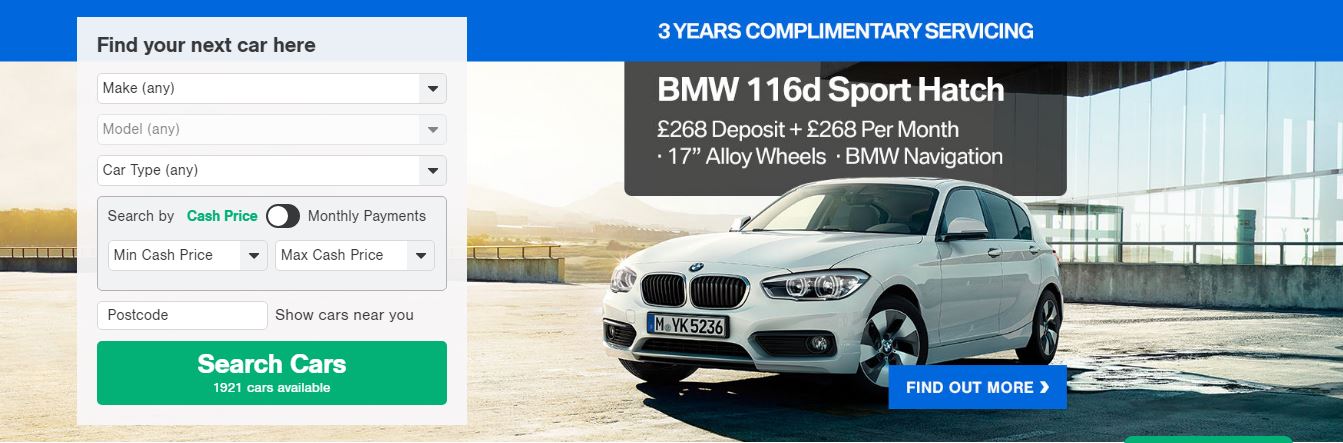 Find your next car here
Make (any)
Model (any)
Car Type (any)
Search by Cash Price Monthly Payments
Min Cash Price Max Cash Price
Postcode Show cars near you
Search Cars
1921 cars available
3 YEARS COMPLIMENTARY SERVICING
BMW 116d Sport Hatch
£268 Deposit + £268 Per Month
· 17” Alloy Wheels · BMW Navigation
M YK 5236
FIND OUT MORE ❯